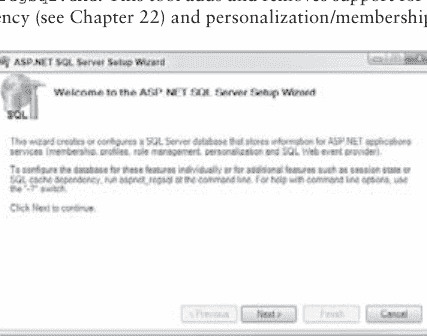 ency (see Chapter 22) and personalization/membership
ASP.NET SQL Server Setup Wizard
Welcome to the ASP.NET SQL Server Setup Wizard
SQL
This wizard creates or configures a SQL Server database that stores information for ASP.NET applications
services (membership, profiles, role management, personalization and SQL Web event provider).
To configure the database for these features individually or for additional features such as session state or
SQL cache dependency, run aspnet_regsql at the command line. For help with command line options, use
the "-?" switch.
Click Next to continue.
< Previous Next > Finish Cancel